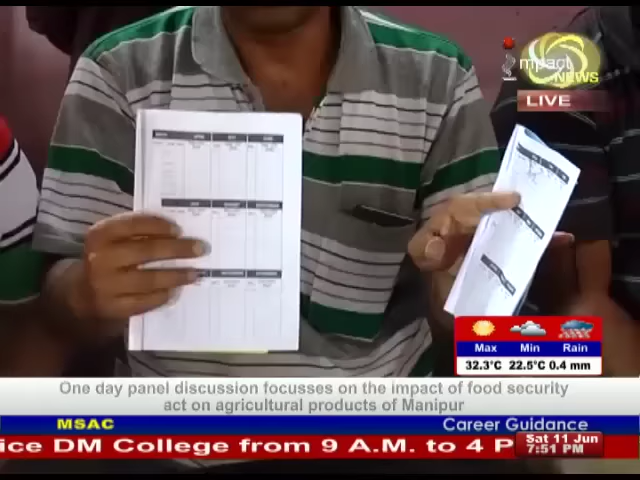 impact
NEWS
LIVE
Max Min Rain
32.3°C 22.5°C 0.4 mm
One day panel discussion focusses on the impact of food security
act on agricultural products of Manipur
MSAC Career Guidance
ice DM College from 9 A.M. to 4 P
Sat 11 Jun
7:51 PM